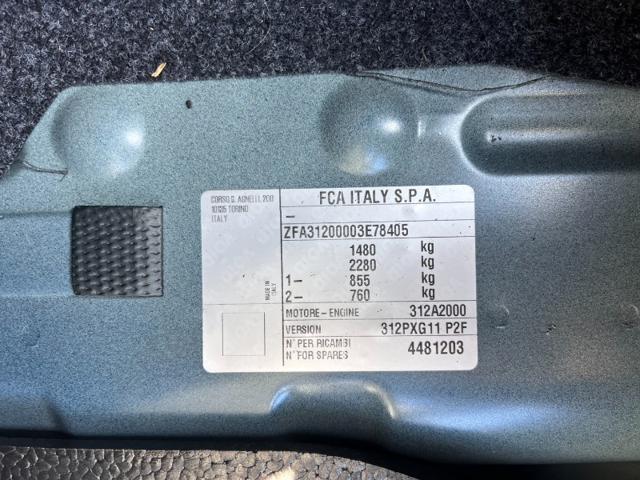 CORSO G. AGNELLI, 200
10135 TORINO
ITALY
FCA ITALY S.P.A.
–
ZFA31200003E78405
1480 kg
2280 kg
1– 855 kg
2– 760 kg
MADE IN
ITALY
MOTORE – ENGINE 312A2000
VERSION 312PXG11 P2F
N° PER RICAMBI
N° FOR SPARES 4481203